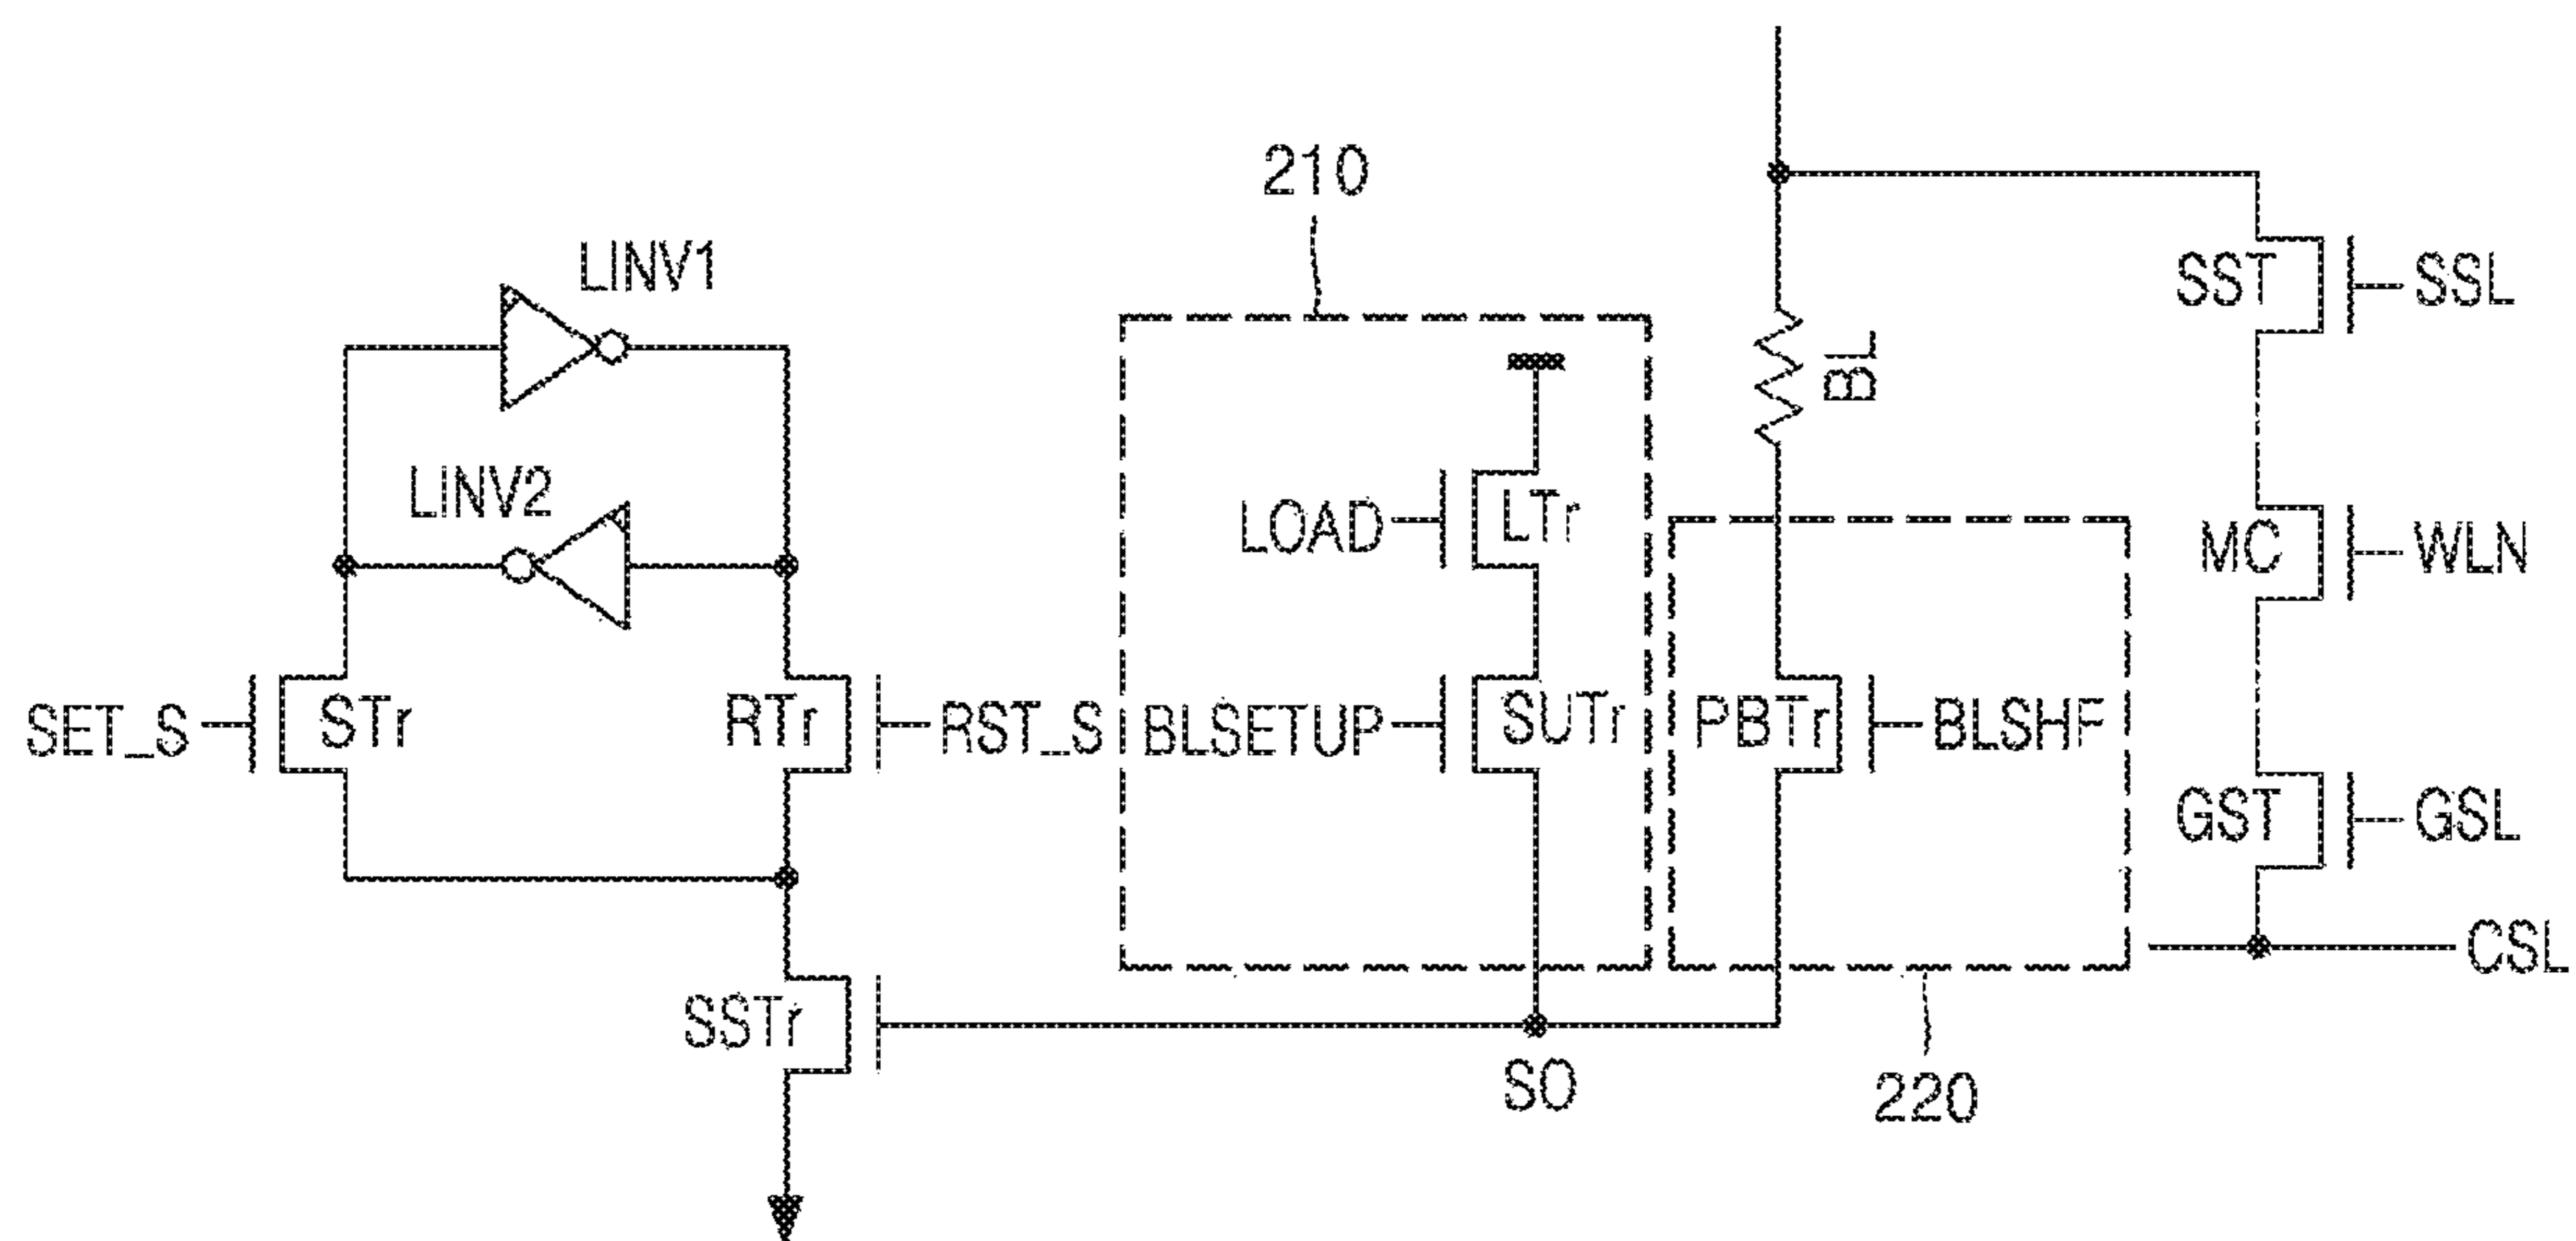 210
LINV1
SST
SSL
BL
LINV2
LOAD
LTr
MC
WLN
SET_S
STr
RTr
RST_S
BLSETUP
SUTr
PBTr
BLSHF
GST
GSL
CSL
SSTr
SO
220